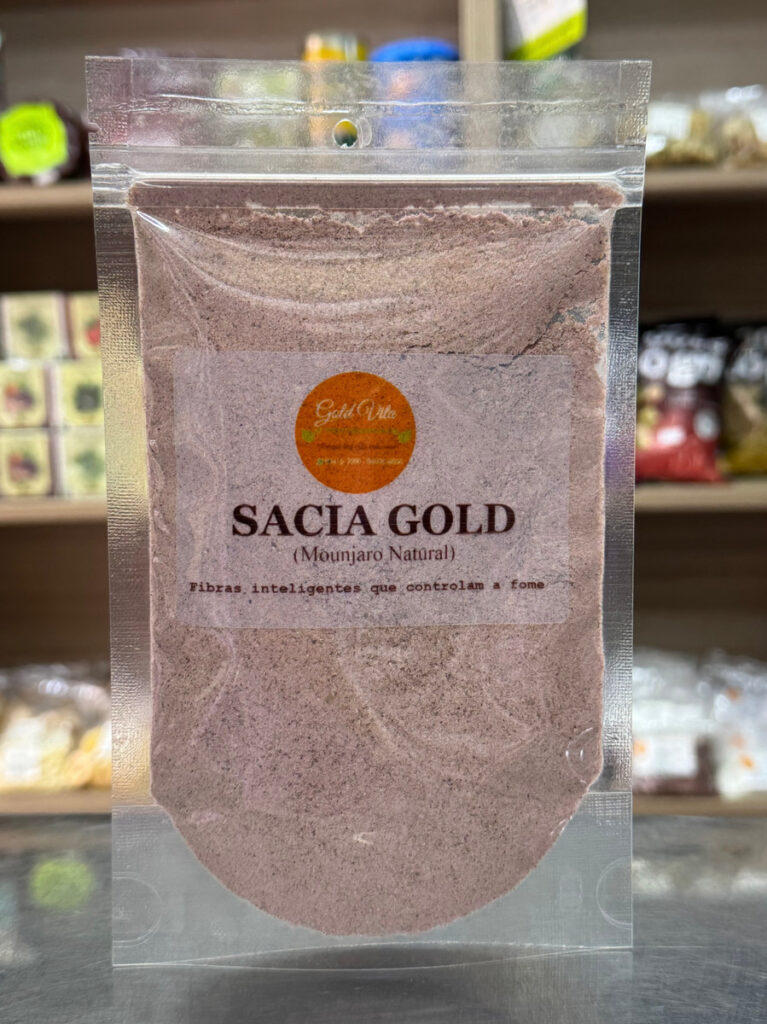 Gold Vita
SACIA GOLD
(Mounjaro Natural)
Fibras inteligentes que controlam a fome